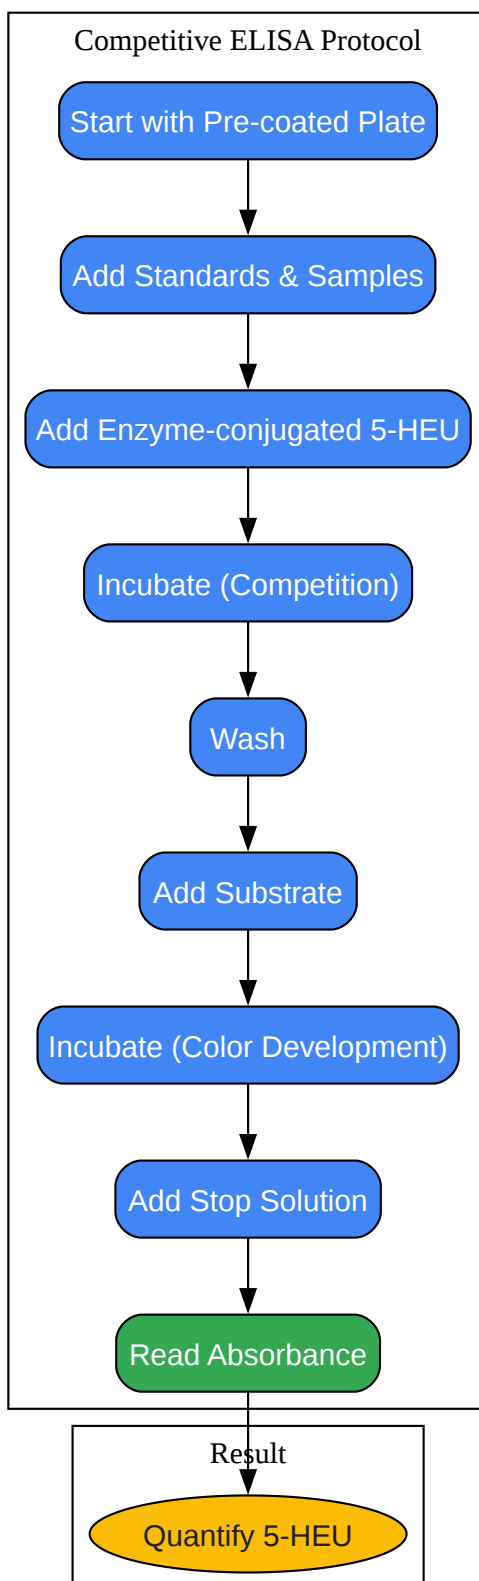 Competitive ELISA Protocol
Start with Pre-coated Plate
Add Standards & Samples
Add Enzyme-conjugated 5-HEU
Incubate (Competition)
Wash
Add Substrate
Incubate (Color Development)
Add Stop Solution
Read Absorbance
Result
Quantify 5-HEU